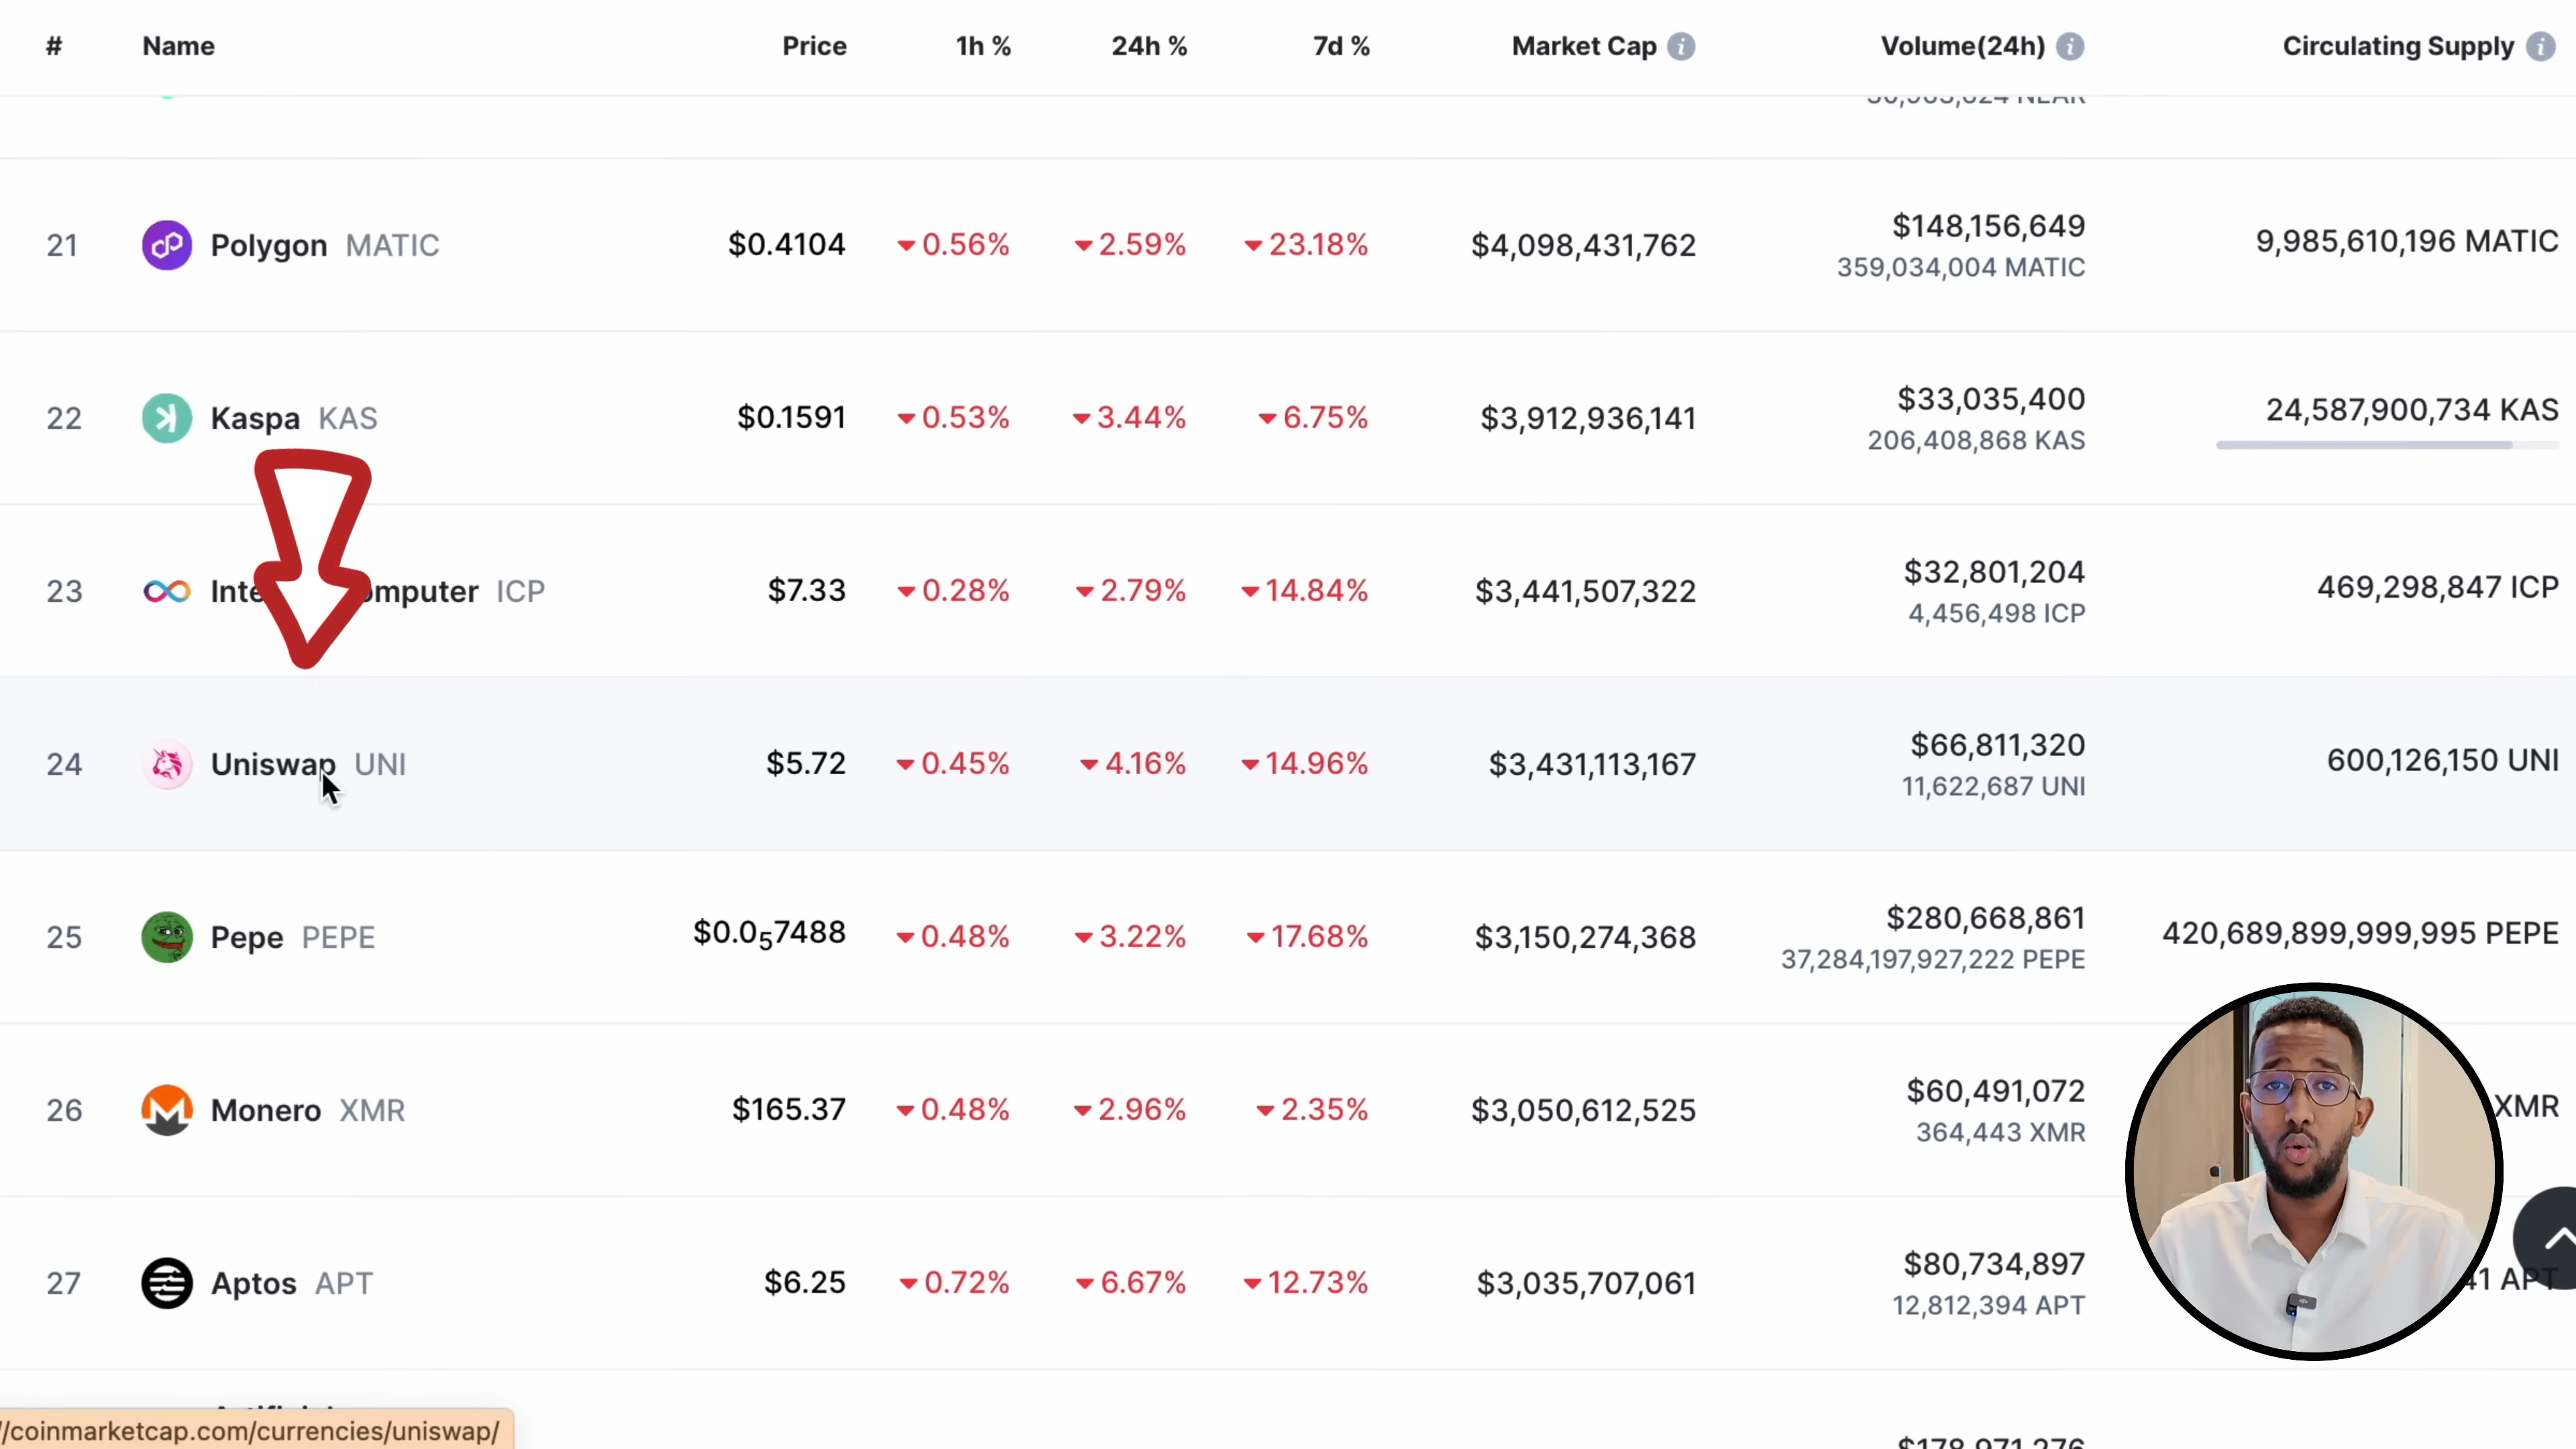 # Name Price 1h % 24h % 7d % Market Cap Volume(24h) Circulating Supply
21 Polygon MATIC $0.4104 0.56% 2.59% 23.18% $4,098,431,762 $148,156,649 9,985,610,196 MATIC
359,034,004 MATIC
22 Kaspa KAS $0.1591 0.53% 3.44% 6.75% $3,912,936,141 $33,035,400 24,587,900,734 KAS
206,408,868 KAS
23 ICP $7.33 0.28% 2.79% 14.84% $3,441,507,322 $32,801,204 469,298,847 ICP
4,456,498 ICP
24 Uniswap UNI $5.72 0.45% 4.16% 14.96% $3,431,113,167 $66,811,320 600,126,150 UNI
11,622,687 UNI
25 Pepe PEPE $0.0₅7488 0.48% 3.22% 17.68% $3,150,274,368 $280,668,861 420,689,899,999,995 PEPE
37,284,197,927,222 PEPE
26 Monero XMR $165.37 0.48% 2.96% 2.35% $3,050,612,525 $60,491,072 XMR
364,443 XMR
27 Aptos APT $6.25 0.72% 6.67% 12.73% $3,035,707,061 $80,734,897 APT
12,812,394 APT
//coinmarketcap.com/currencies/uniswap/